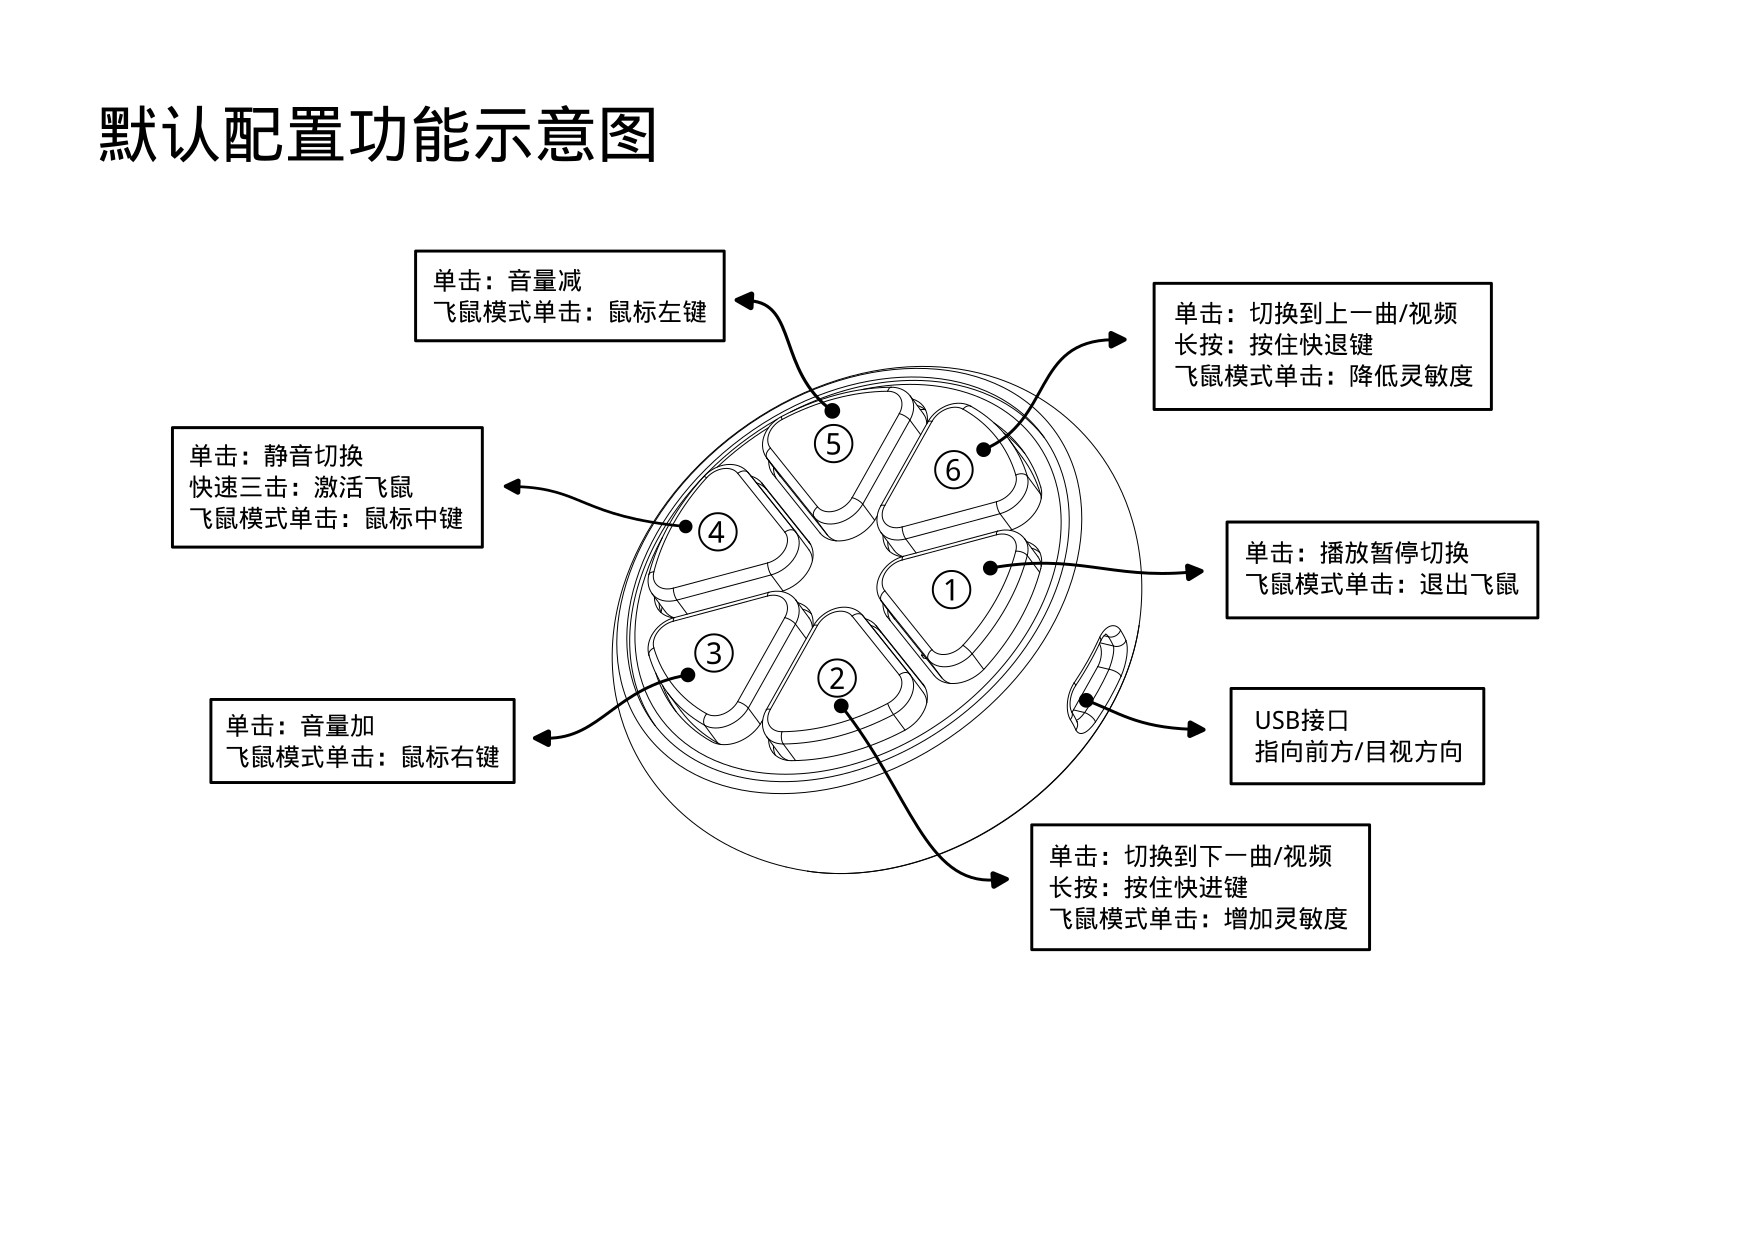 默认配置功能示意图
单击：音量减
飞鼠模式单击：鼠标左键
单击：切换到上一曲/视频
长按：按住快退键
飞鼠模式单击：降低灵敏度
单击：静音切换
快速三击：激活飞鼠
飞鼠模式单击：鼠标中键
单击：播放暂停切换
飞鼠模式单击：退出飞鼠
单击：音量加
飞鼠模式单击：鼠标右键
USB接口
指向前方/目视方向
单击：切换到下一曲/视频
长按：按住快进键
飞鼠模式单击：增加灵敏度
⑤
⑥
④
①
③
②